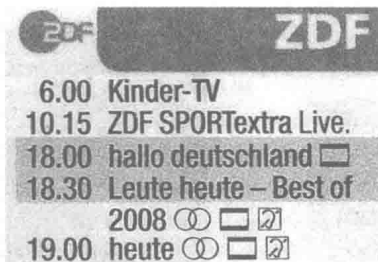 ZDF ZDF
6.00 Kinder-TV
10.15 ZDF SPORTextra Live.
18.00 hallo deutschland
18.30 Leute heute – Best of
2008
19.00 heute